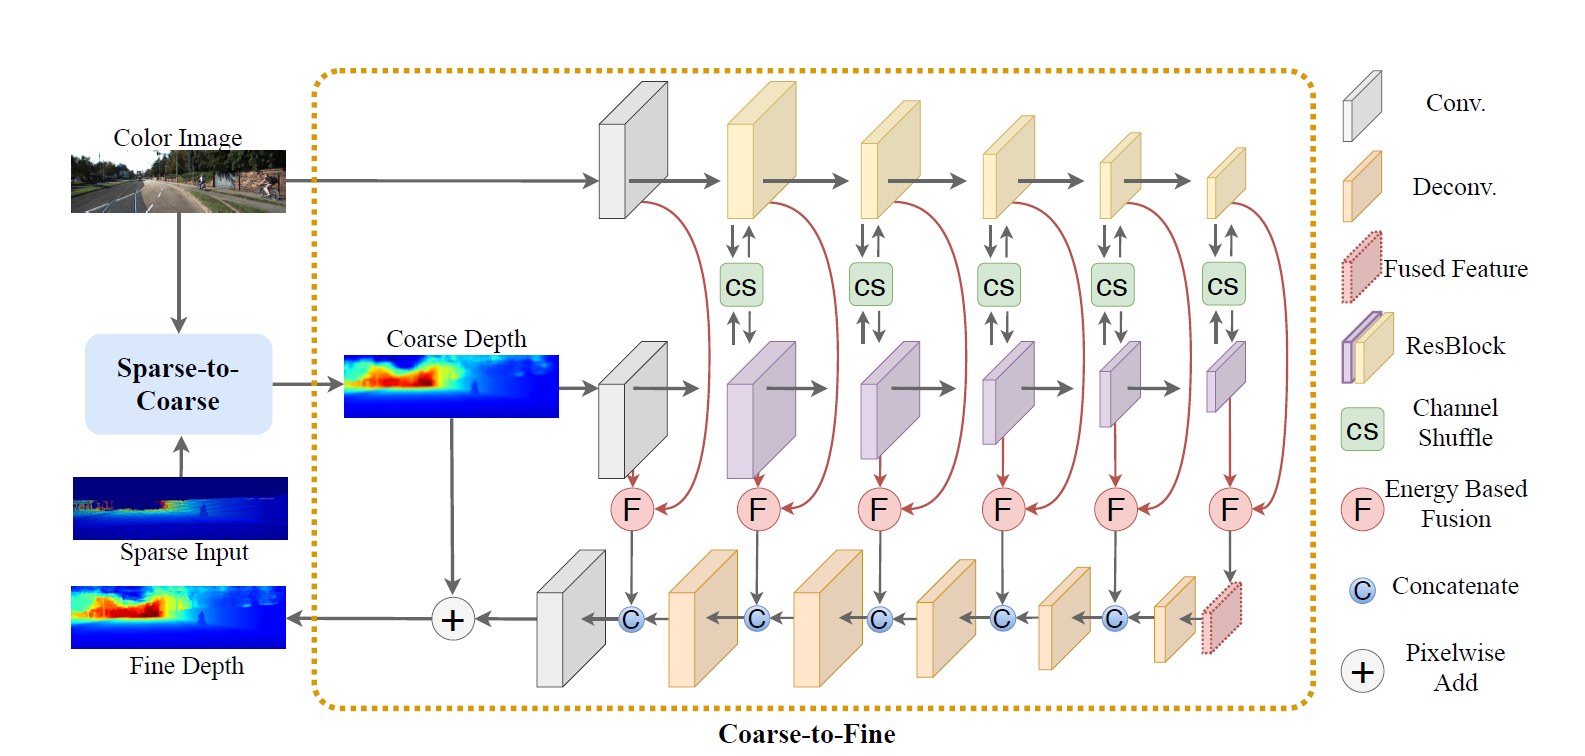 Color Image
Sparse-to-
Coarse
Sparse Input
Fine Depth
Coarse Depth
CS
CS
CS
CS
CS
F
F
F
F
F
F
C
C
C
C
C
+
Coarse-to-Fine
Conv.
Deconv.
Fused Feature
ResBlock
CS
Channel
Shuffle
F
Energy Based
Fusion
C
Concatenate
+
Pixelwise
Add